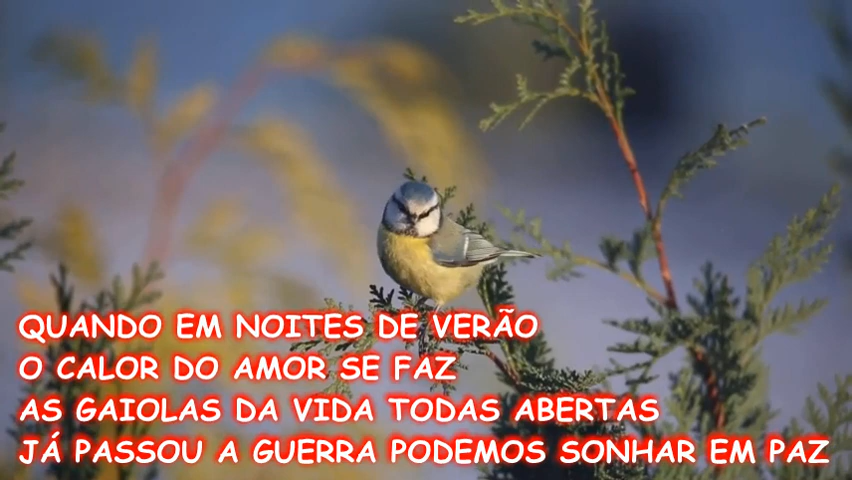 QUANDO EM NOITES DE VERÃO
O CALOR DO AMOR SE FAZ
AS GAIOLAS DA VIDA TODAS ABERTAS
JÁ PASSOU A GUERRA PODEMOS SONHAR EM PAZ